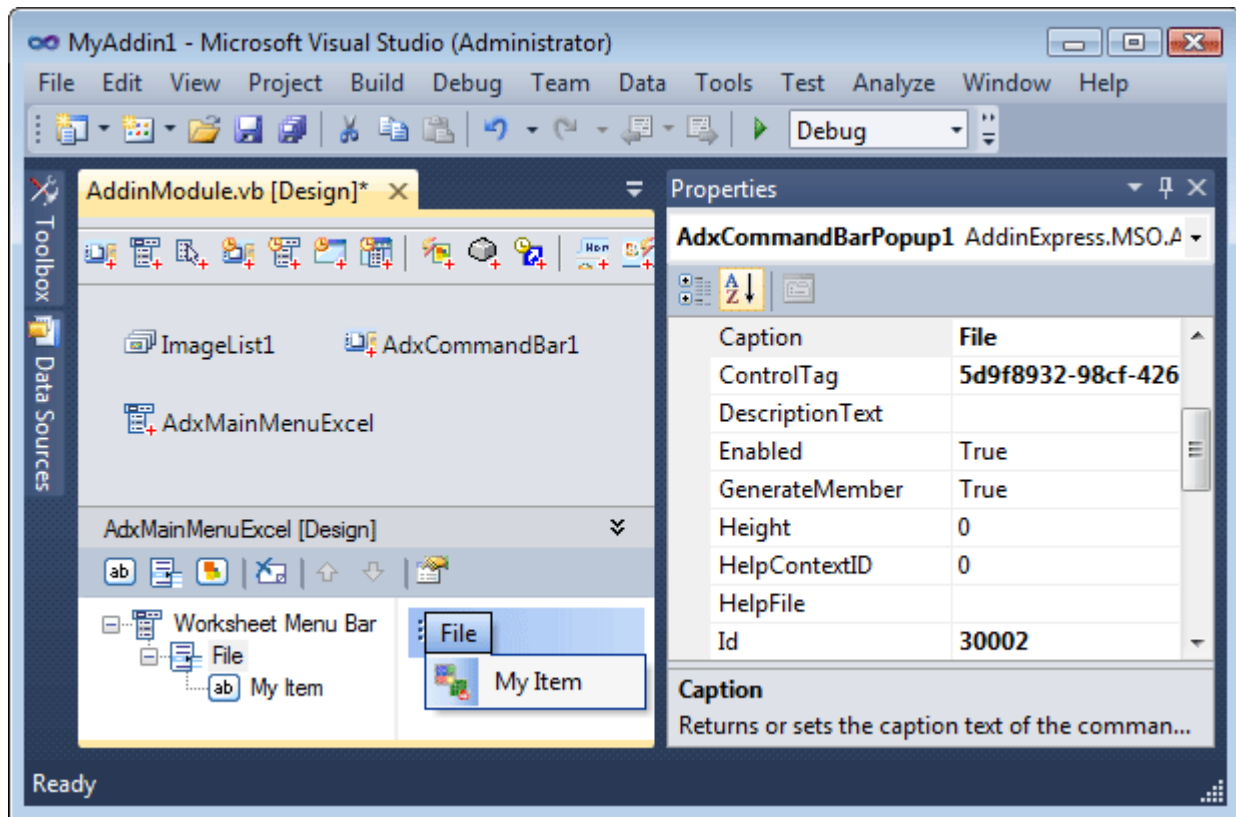 MyAddin1 - Microsoft Visual Studio (Administrator)
File Edit View Project Build Debug Team Data Tools Test Analyze Window Help
Debug
Toolbox
Data Sources
AddinModule.vb [Design]*
ImageList1 AdxCommandBar1
AdxMainMenuExcel
AdxMainMenuExcel [Design]
ab
Worksheet Menu Bar
File
ab My Item
File
My Item
Properties
AdxCommandBarPopup1 AddinExpress.MSO.A
A Z
Caption File
ControlTag 5d9f8932-98cf-426
DescriptionText
Enabled True
GenerateMember True
Height 0
HelpContextID 0
HelpFile
Id 30002
Caption
Returns or sets the caption text of the comman...
Ready